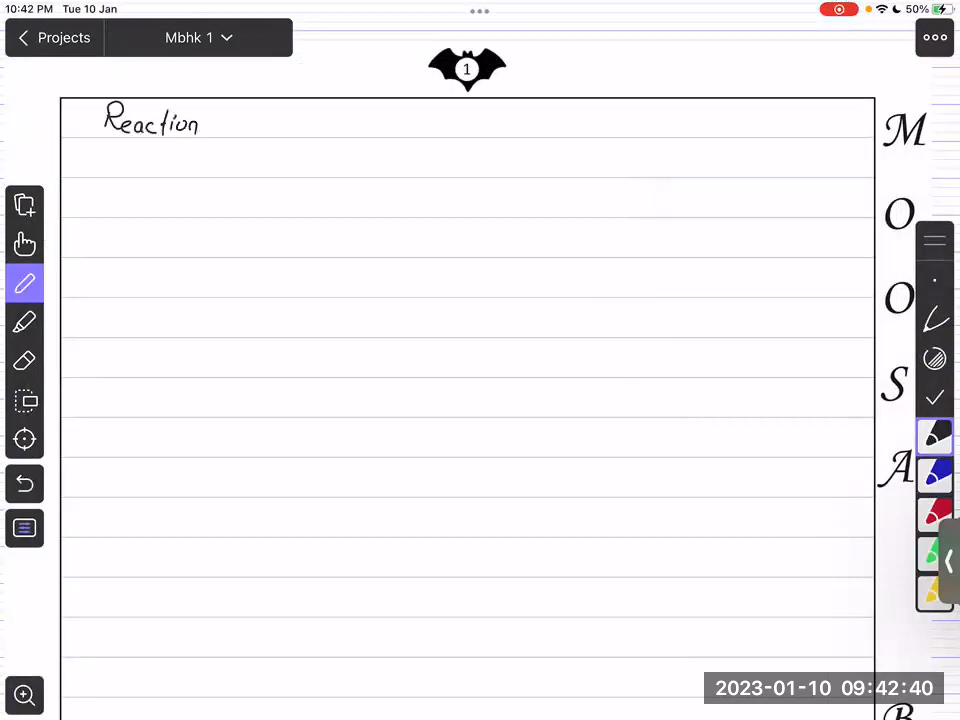 10:42 PM Tue 10 Jan
50%
Projects
Mbhk 1
1
Reaction
M
O
O
S
A
B
2023-01-10 09:42:40